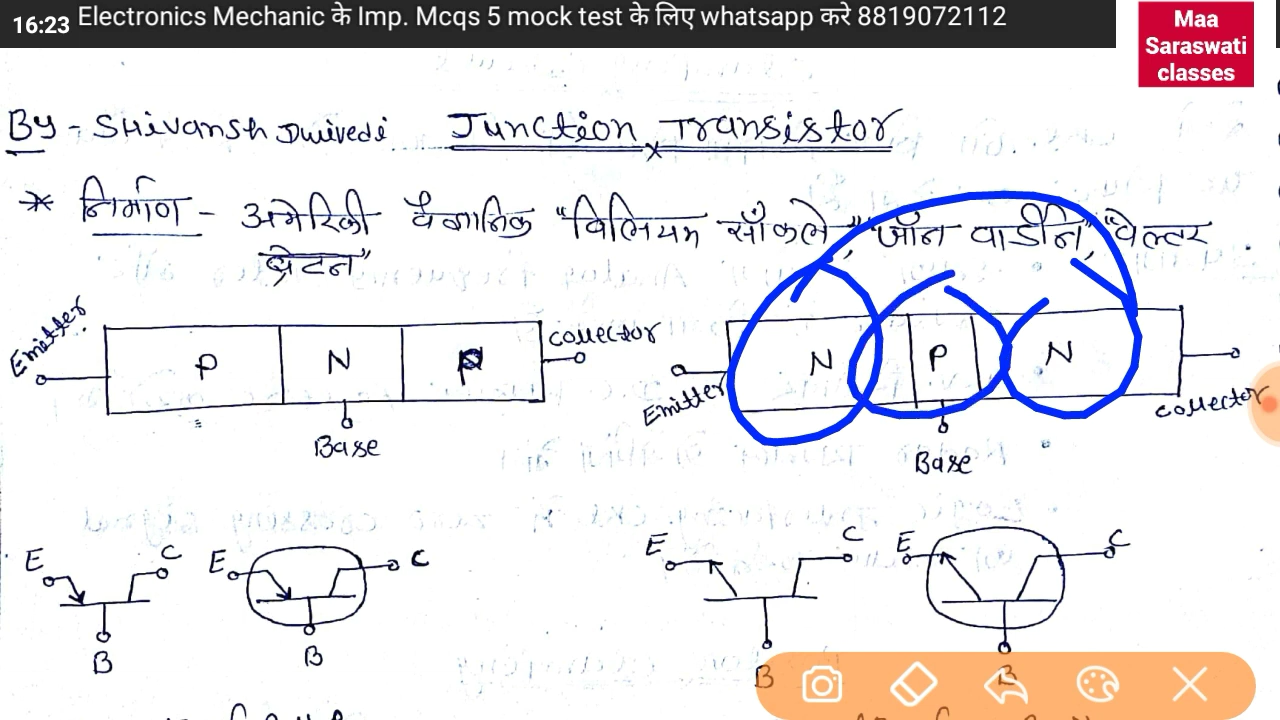 16:23 Electronics Mechanic के Imp. Mcqs 5 mock test के लिए whatsapp करे 8819072112
Maa
Saraswati
classes
By - SHivansh Dwivedi Junction Transistor
* निर्माण - अमेरिकी वैज्ञानिक "विलियम सॉकले", "जॉन वार्डीन", "वेल्टर
ब्रेटन"
Emitter P N P Collector
Base
Emitter N P N Collector
Base
E C E C
B B
E C E C
B B